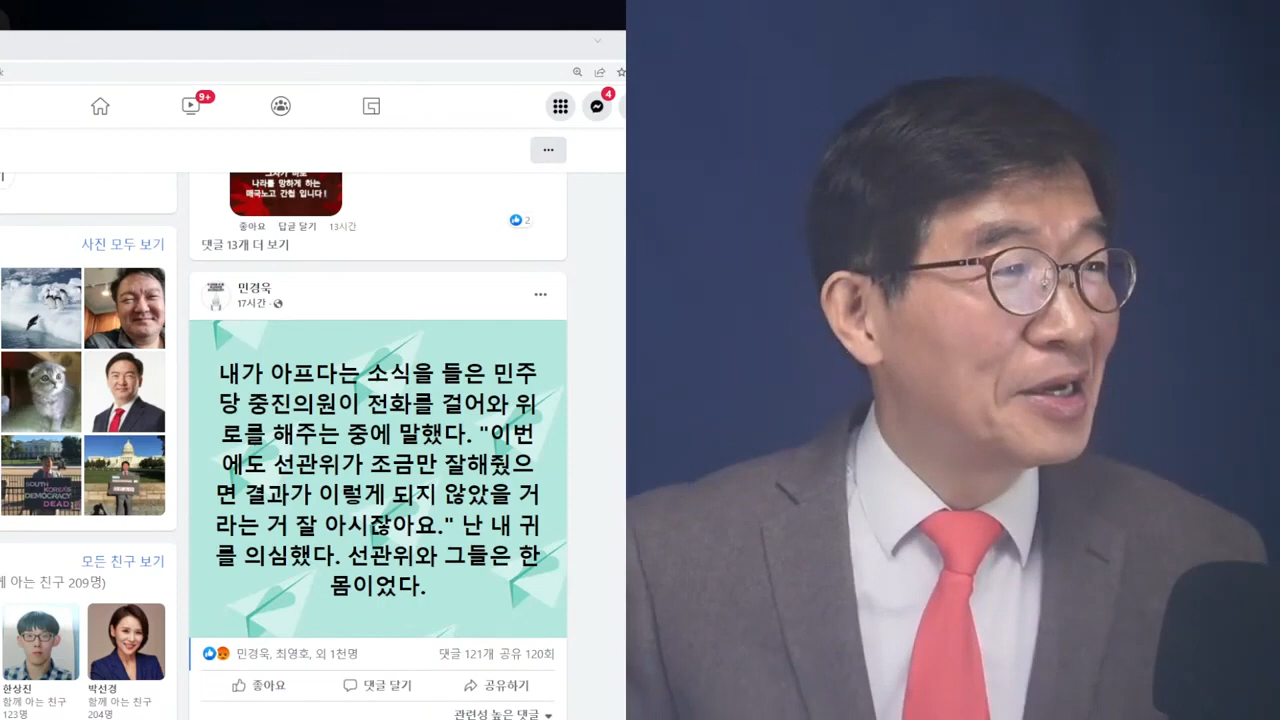 9+
4
그자가 바로
나라를 망하게 하는
매국노고 간첩 입니다!
좋아요 답글 달기 13시간
2
댓글 13개 더 보기
사진 모두 보기
민경욱
17시간 ·
내가 아프다는 소식을 들은 민주
당 중진의원이 전화를 걸어와 위
로를 해주는 중에 말했다. "이번
에도 선관위가 조금만 잘해줬으
면 결과가 이렇게 되지 않았을 거
라는 거 잘 아시잖아요." 난 내 귀
를 의심했다. 선관위와 그들은 한
몸이었다.
SOUTH KOREA'S
DEMOCRACY
DEAD
모든 친구 보기
께 아는 친구 209명)
민경욱, 최영호, 외 1천명
댓글 121개 공유 120회
좋아요 댓글 달기 공유하기
한상진
함께 아는 친구
123명
박선경
함께 아는 친구
204명
관련성 높은 댓글